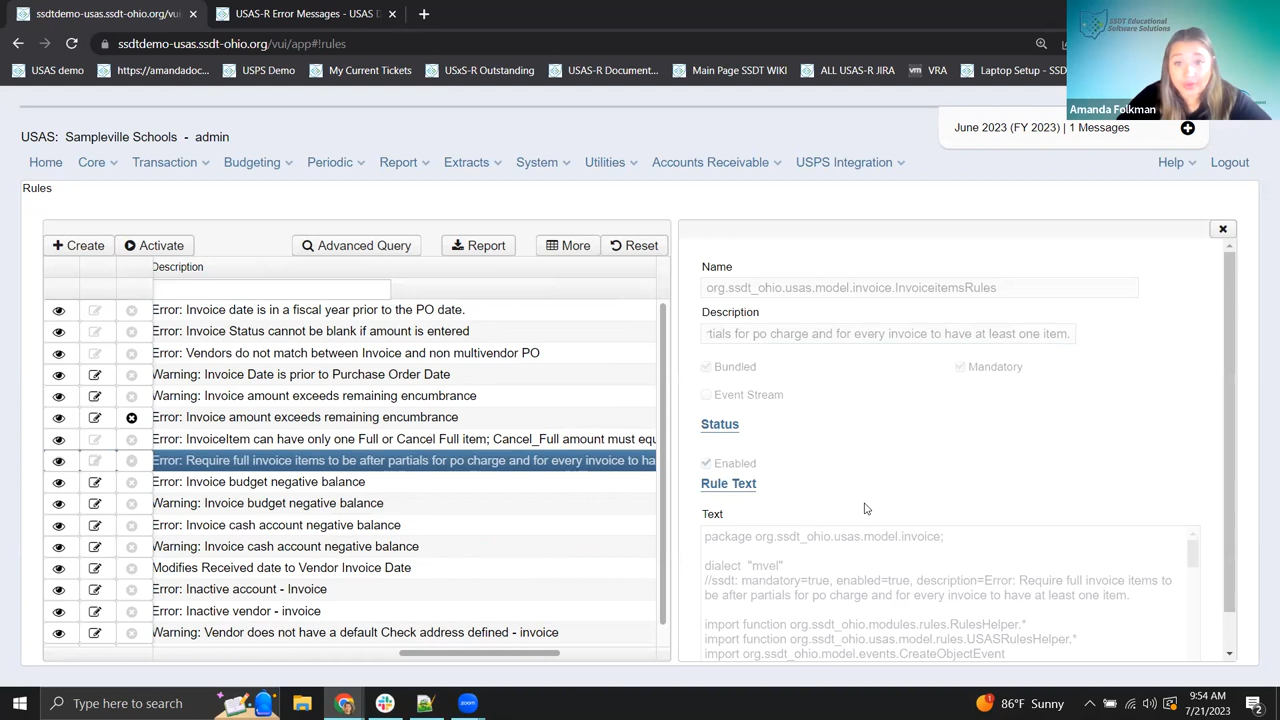 ssdtdemo-usas.ssdt-ohio.org/vui
USAS-R Error Messages - USAS D
ssdtdemo-usas.ssdt-ohio.org/vui/app#!rules
USAS demo
https://amandadoc...
USPS Demo
My Current Tickets
USxS-R Outstanding
USAS-R Document...
Main Page SSDT WIKI
ALL USAS-R JIRA
vm VRA
Laptop Setup - SSD
SSDT Educational
Software Solutions
Amanda Folkman
USAS: Sampleville Schools - admin
June 2023 (FY 2023) | 1 Messages
Home Core Transaction Budgeting Periodic Report Extracts System Utilities Accounts Receivable USPS Integration Help Logout
Rules
Create Activate Advanced Query Report More Reset
Description
Error: Invoice date is in a fiscal year prior to the PO date.
Error: Invoice Status cannot be blank if amount is entered
Error: Vendors do not match between Invoice and non multivendor PO
Warning: Invoice Date is prior to Purchase Order Date
Warning: Invoice amount exceeds remaining encumbrance
Error: Invoice amount exceeds remaining encumbrance
Error: InvoiceItem can have only one Full or Cancel Full item; Cancel_Full amount must equ
Error: Require full invoice items to be after partials for po charge and for every invoice to ha
Error: Invoice budget negative balance
Warning: Invoice budget negative balance
Error: Invoice cash account negative balance
Warning: Invoice cash account negative balance
Modifies Received date to Vendor Invoice Date
Error: Inactive account - Invoice
Error: Inactive vendor - invoice
Warning: Vendor does not have a default Check address defined - invoice
Name
org.ssdt_ohio.usas.model.invoice.InvoiceitemsRules
Description
rtials for po charge and for every invoice to have at least one item.
Bundled
Mandatory
Event Stream
Status
Enabled
Rule Text
Text
package org.ssdt_ohio.usas.model.invoice;
dialect "mvel"
//ssdt: mandatory=true, enabled=true, description=Error: Require full invoice items to
be after partials for po charge and for every invoice to have at least one item.
import function org.ssdt_ohio.modules.rules.RulesHelper.*
import function org.ssdt_ohio.usas.model.rules.USASRulesHelper.*
import org.ssdt_ohio.model.events.CreateObjectEvent
Type here to search
zoom
86°F Sunny
9:54 AM
7/21/2023
2